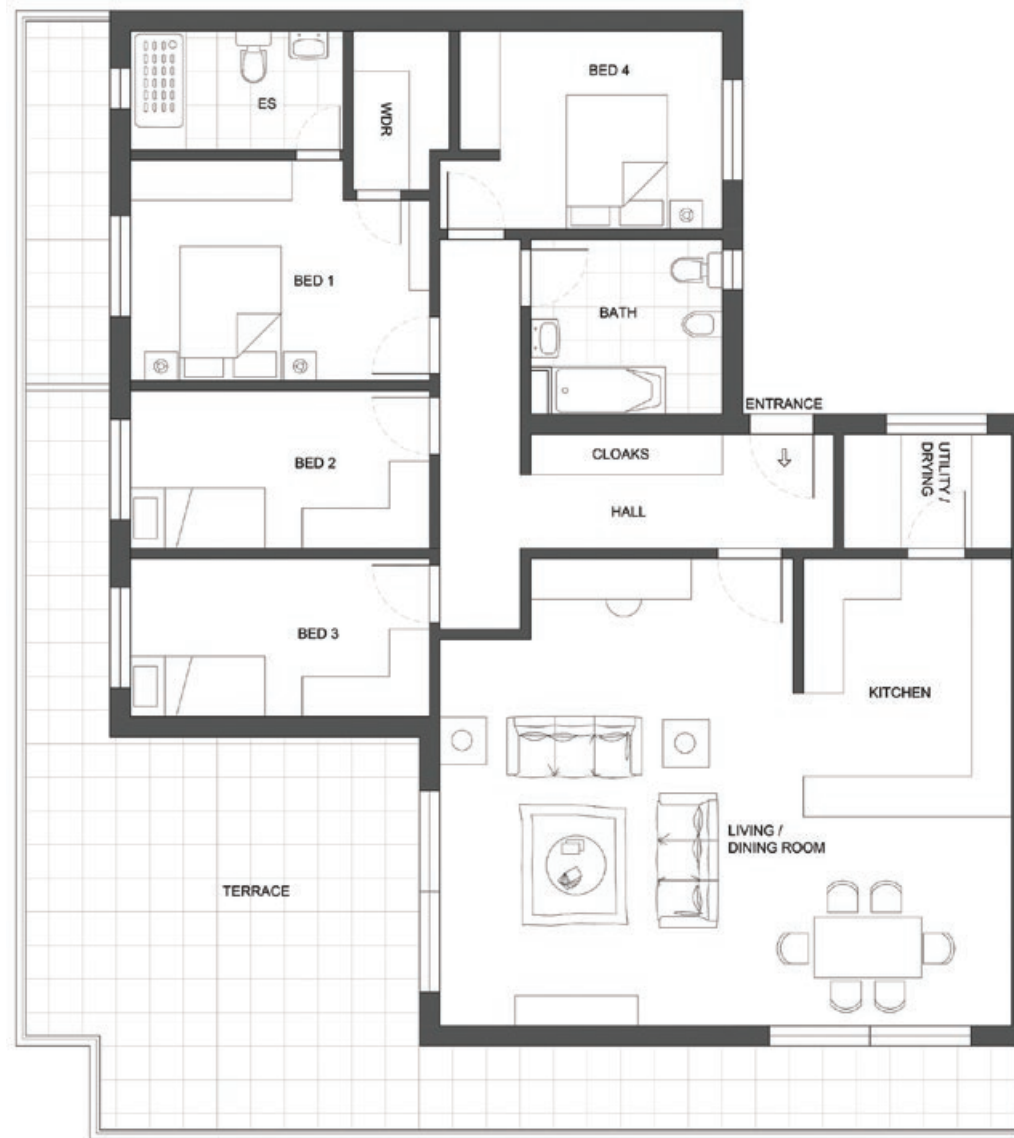 BED 4
ES
WDR
BED 1
BATH
ENTRANCE
CLOAKS
UTILITY /
DRYING
BED 2
HALL
BED 3
KITCHEN
LIVING /
DINING ROOM
TERRACE